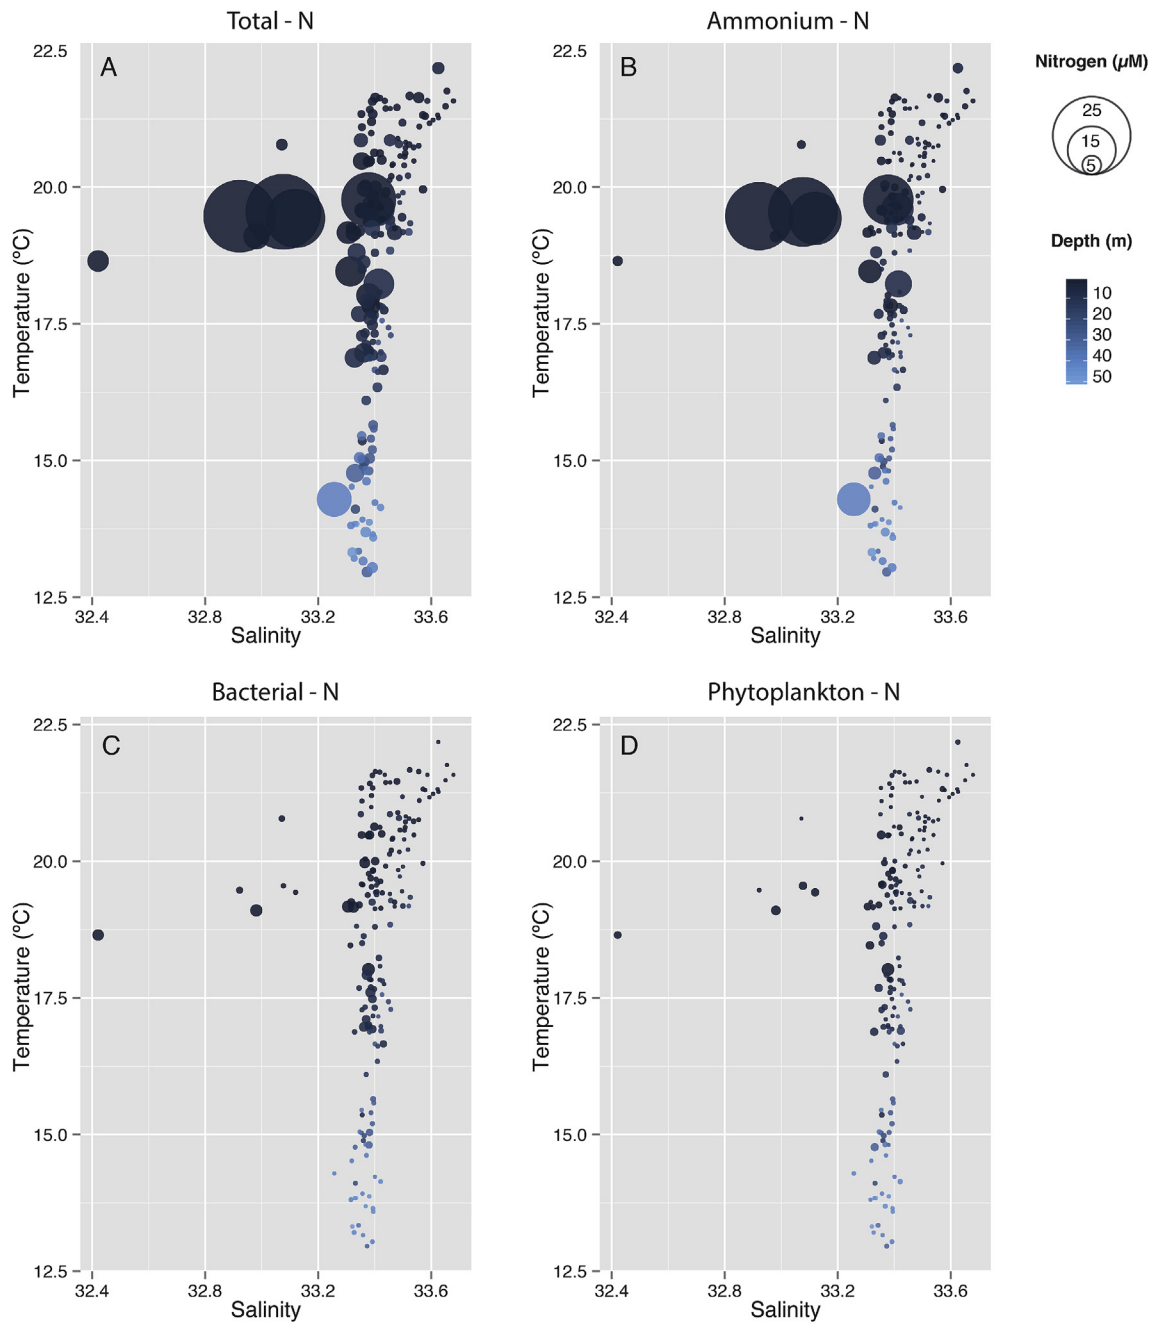 Total - N
A
22.5
20.0
17.5
15.0
12.5
Temperature (ºC)
32.4 32.8 33.2 33.6
Salinity
Ammonium - N
B
22.5
20.0
17.5
15.0
12.5
Temperature (ºC)
32.4 32.8 33.2 33.6
Salinity
Nitrogen (µM)
25
15
5
Depth (m)
10
20
30
40
50
Bacterial - N
C
22.5
20.0
17.5
15.0
12.5
Temperature (ºC)
32.4 32.8 33.2 33.6
Salinity
Phytoplankton - N
D
22.5
20.0
17.5
15.0
12.5
Temperature (ºC)
32.4 32.8 33.2 33.6
Salinity